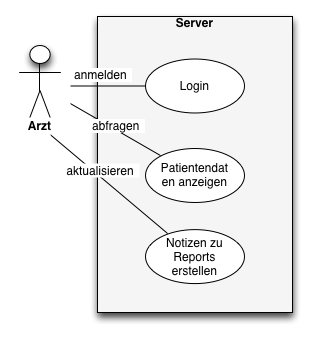 Server
anmelden
Login
Arzt
abfragen
Patientendat
en anzeigen
aktualisieren
Notizen zu
Reports
erstellen